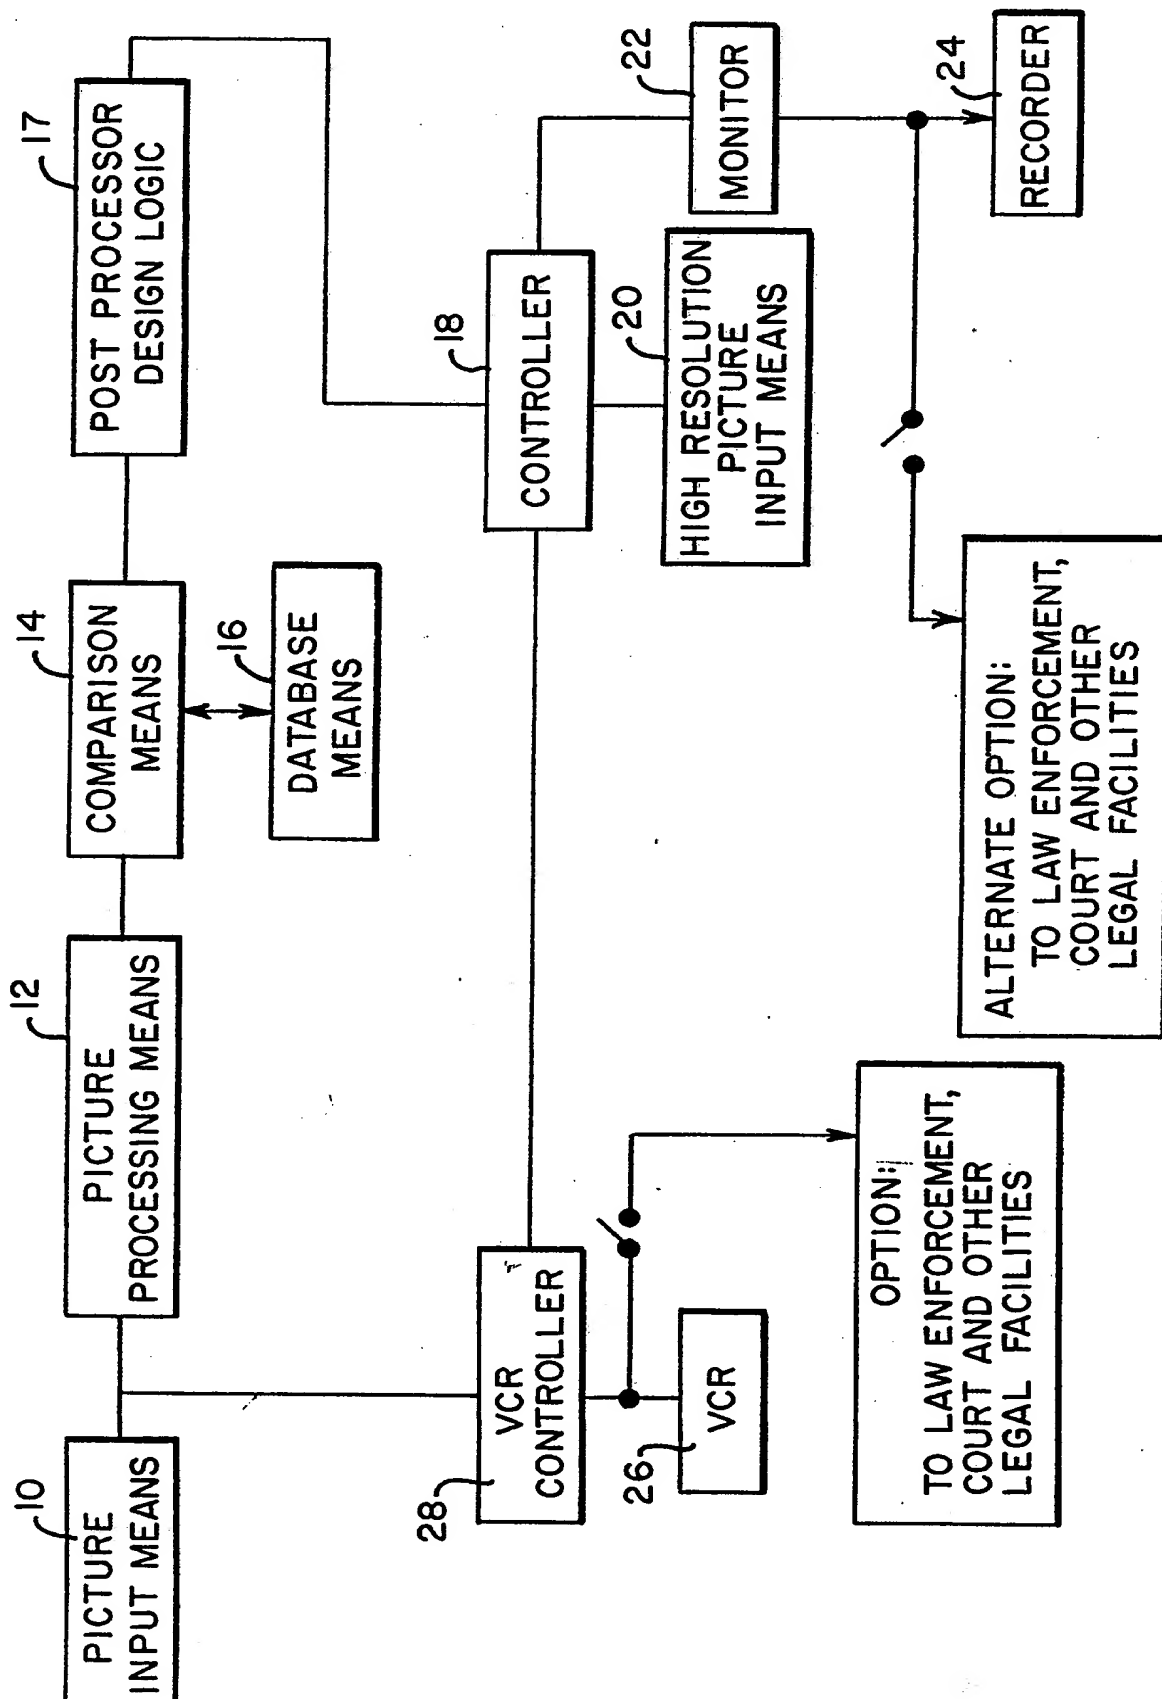 10
PICTURE
INPUT MEANS
12
PICTURE
PROCESSING MEANS
14
COMPARISON
MEANS
16
DATABASE
MEANS
17
POST PROCESSOR
DESIGN LOGIC
28
VCR
CONTROLLER
26
VCR
18
CONTROLLER
20
HIGH RESOLUTION
PICTURE
INPUT MEANS
22
MONITOR
24
RECORDER
OPTION:
TO LAW ENFORCEMENT,
COURT AND OTHER
LEGAL FACILITIES
ALTERNATE OPTION:
TO LAW ENFORCEMENT,
COURT AND OTHER
LEGAL FACILITIES